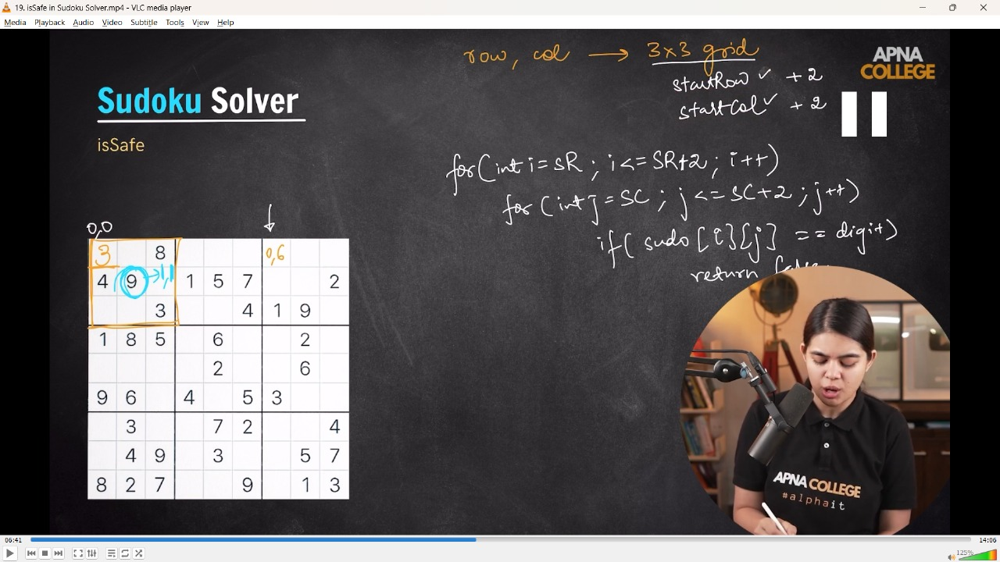 19. isSafe in Sudoku Solver.mp4 - VLC media player
Media Playback Audio Video Subtitle Tools View Help
row, col → 3x3 grid
APNA
COLLEGE
startRow ✓ +2
startCol ✓ +2
Sudoku Solver
isSafe
for(int i=SR ; i<=SR+2 ; i++)
for (int j=SC ; j<=SC+2 ; j++)
if( sudo[i][j] == digit)
return false
0,0
3 8 0,6
4 9 →1,1 1 5 7 2
3 4 1 9
1 8 5 6 2
2 6
9 6 4 5 3
3 7 2 4
4 9 3 5 7
8 2 7 9 1 3
APNA COLLEGE
#alphait
06:41 14:06
125%